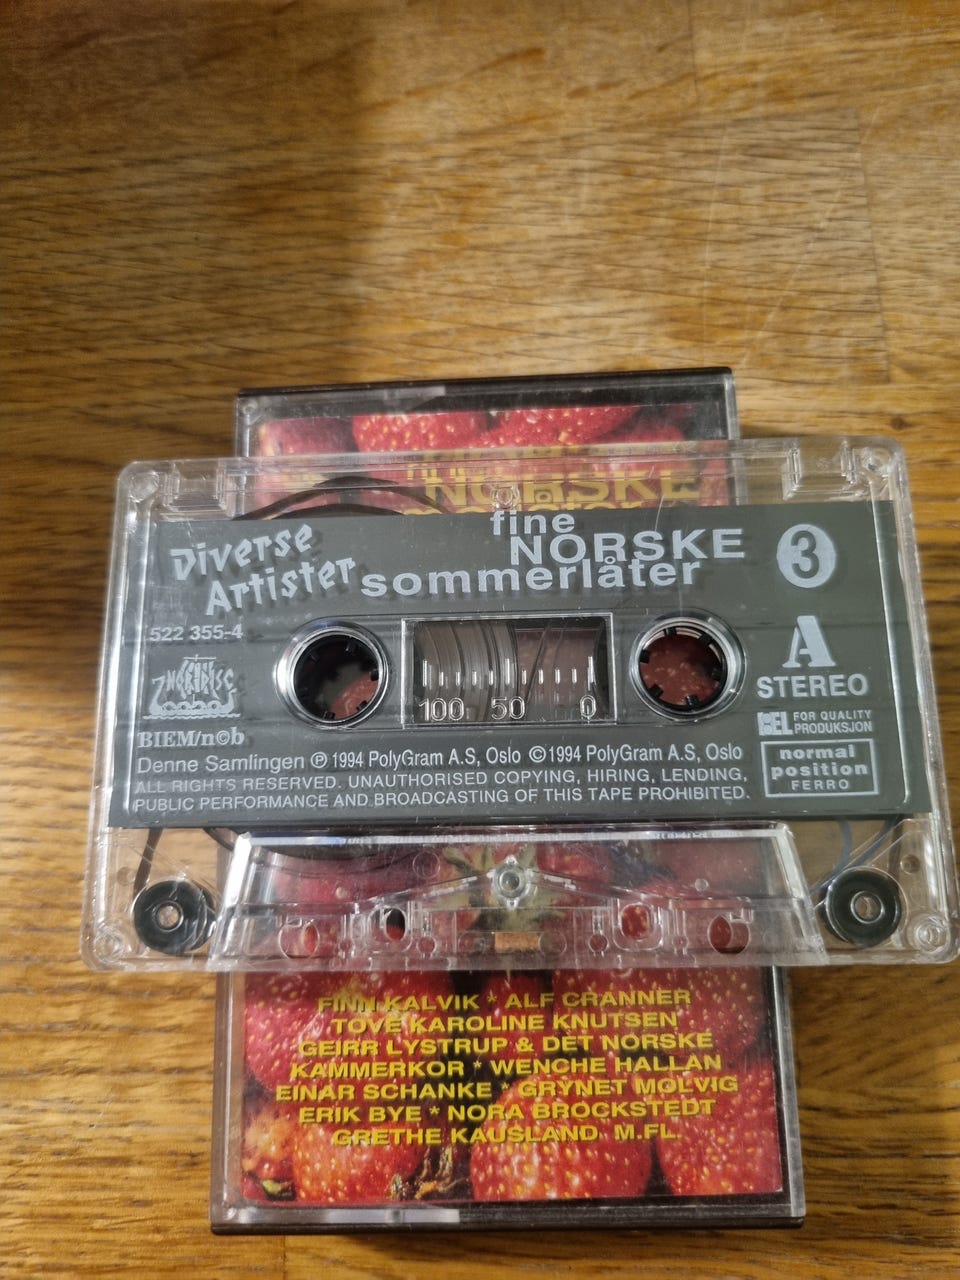 NORSKE
Diverse
Artister
fine
NORSKE
sommerlåter
3
522 355-4
A
STEREO
NORDISC
100 50 0
BEL FOR QUALITY
PRODUKSJON
BIEM/n©b
normal
position
FERRO
Denne Samlingen ℗ 1994 PolyGram A.S, Oslo ©1994 PolyGram A.S, Oslo
ALL RIGHTS RESERVED. UNAUTHORISED COPYING, HIRING, LENDING,
PUBLIC PERFORMANCE AND BROADCASTING OF THIS TAPE PROHIBITED.
FINN KALVIK * ALF CRANNER
TOVE KAROLINE KNUTSEN
GEIRR LYSTRUP & DET NORSKE
KAMMERKOR * WENCHE HALLAN
EINAR SCHANKE * GRYNET MOLVIG
ERIK BYE * NORA BROCKSTEDT
GRETHE KAUSLAND M.FL.